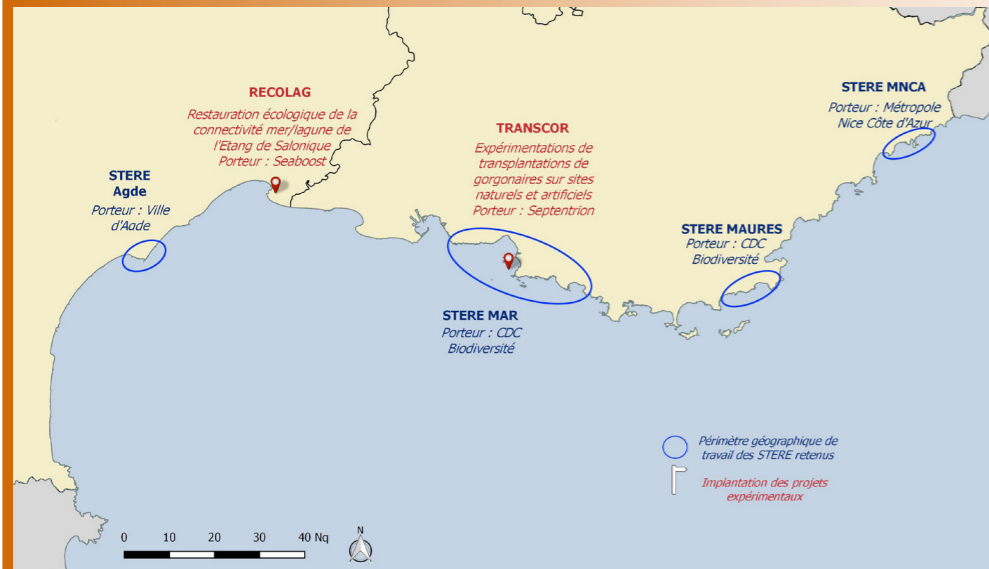 RECOLAG
Restauration écologique de la
connectivité mer/lagune de
l'Etang de Salonique
Porteur : Seaboost
STERE
Agde
Porteur : Ville
d'Agde
TRANSCOR
Expérimentations de
transplantations de
gorgonaires sur sites
naturels et artificiels
Porteur : Septentrion
STERE MNCA
Porteur : Métropole
Nice Côte d'Azur
STERE MAURES
Porteur : CDC
Biodiversité
STERE MAR
Porteur : CDC
Biodiversité
Périmètre géographique de
travail des STERE retenus
Implantation des projets
expérimentaux
0 10 20 30 40 Nq
N